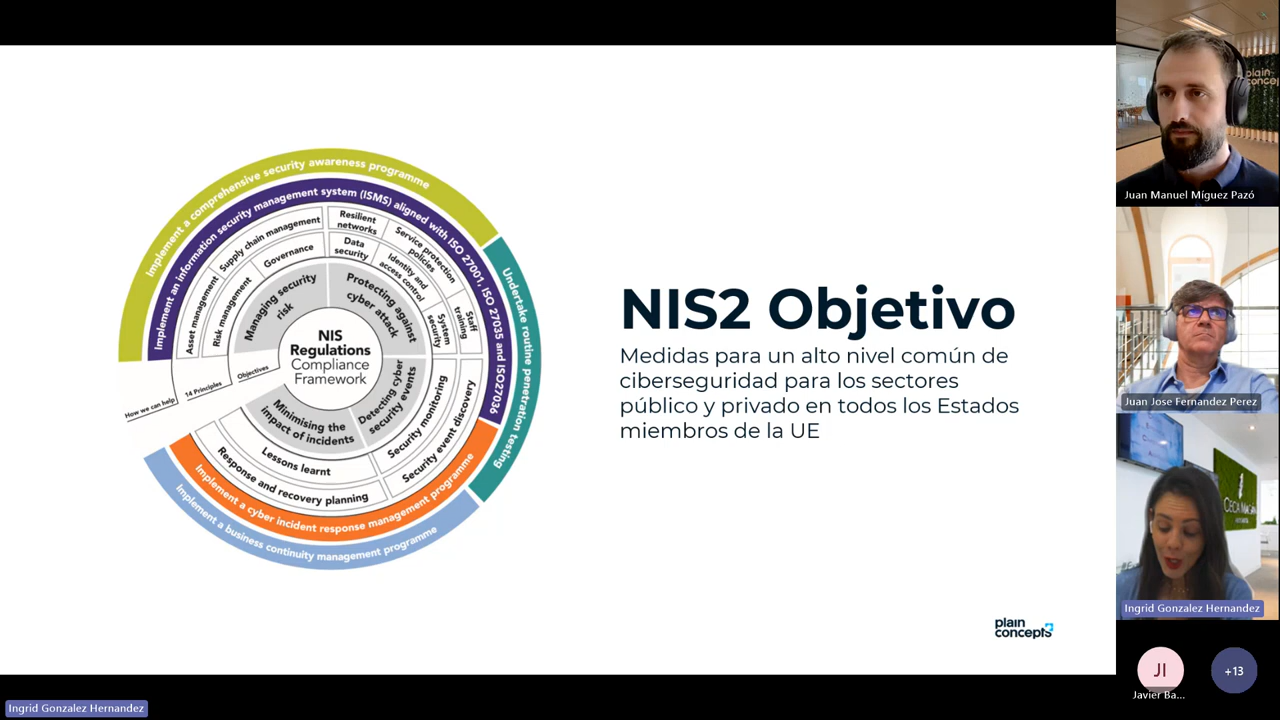 Implement a comprehensive security awareness programme
Implement an information security management system (ISMS) aligned with ISO 27001, ISO 27035 and ISO27036
Undertake routine penetration testing
Asset management
Supply chain management
Resilient
networks
Service protection
policies
Staff
training
Risk management
Governance
Data
security
Identity and
access control
System
security
Managing security
risk
Protecting against
cyber attack
NIS
Regulations
Compliance
Framework
How we can help
14 Principles
Objectives
Minimising the
impact of incidents
Detecting cyber
security events
Security monitoring
Security event discovery
Lessons learnt
Response and recovery planning
Implement a cyber incident response management programme
Implement a business continuity management programme
NIS2 Objetivo
Medidas para un alto nivel común de
ciberseguridad para los sectores
público y privado en todos los Estados
miembros de la UE
plain
concepts
Ingrid Gonzalez Hernandez
plain
concep
Juan Manuel Míguez Pazó
Juan Jose Fernandez Perez
Ingrid Gonzalez Hernandez
JI
Javier Ba...
+13